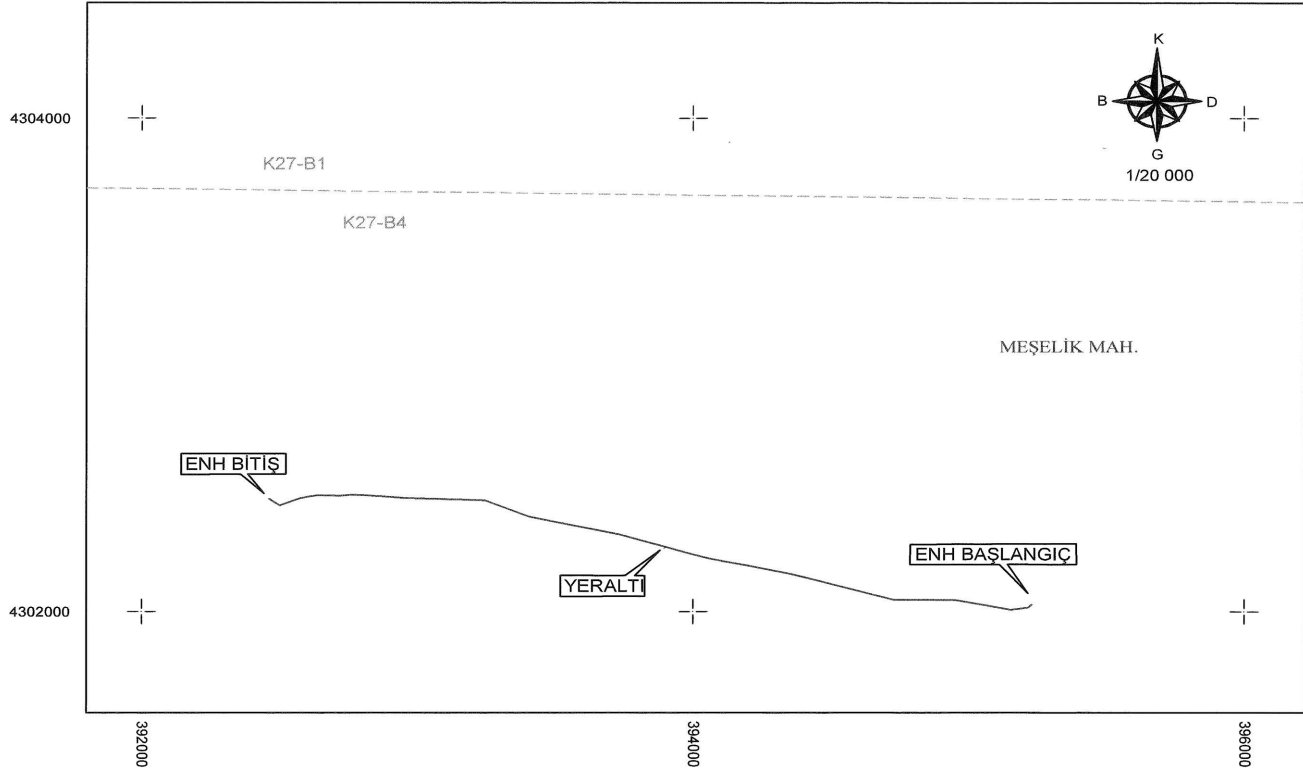 K
B
D
G
1/20 000
4304000
K27-B1
K27-B4
MEŞELİK MAH.
ENH BİTİŞ
ENH BAŞLANGIÇ
YERALTI
4302000
392000
394000
396000